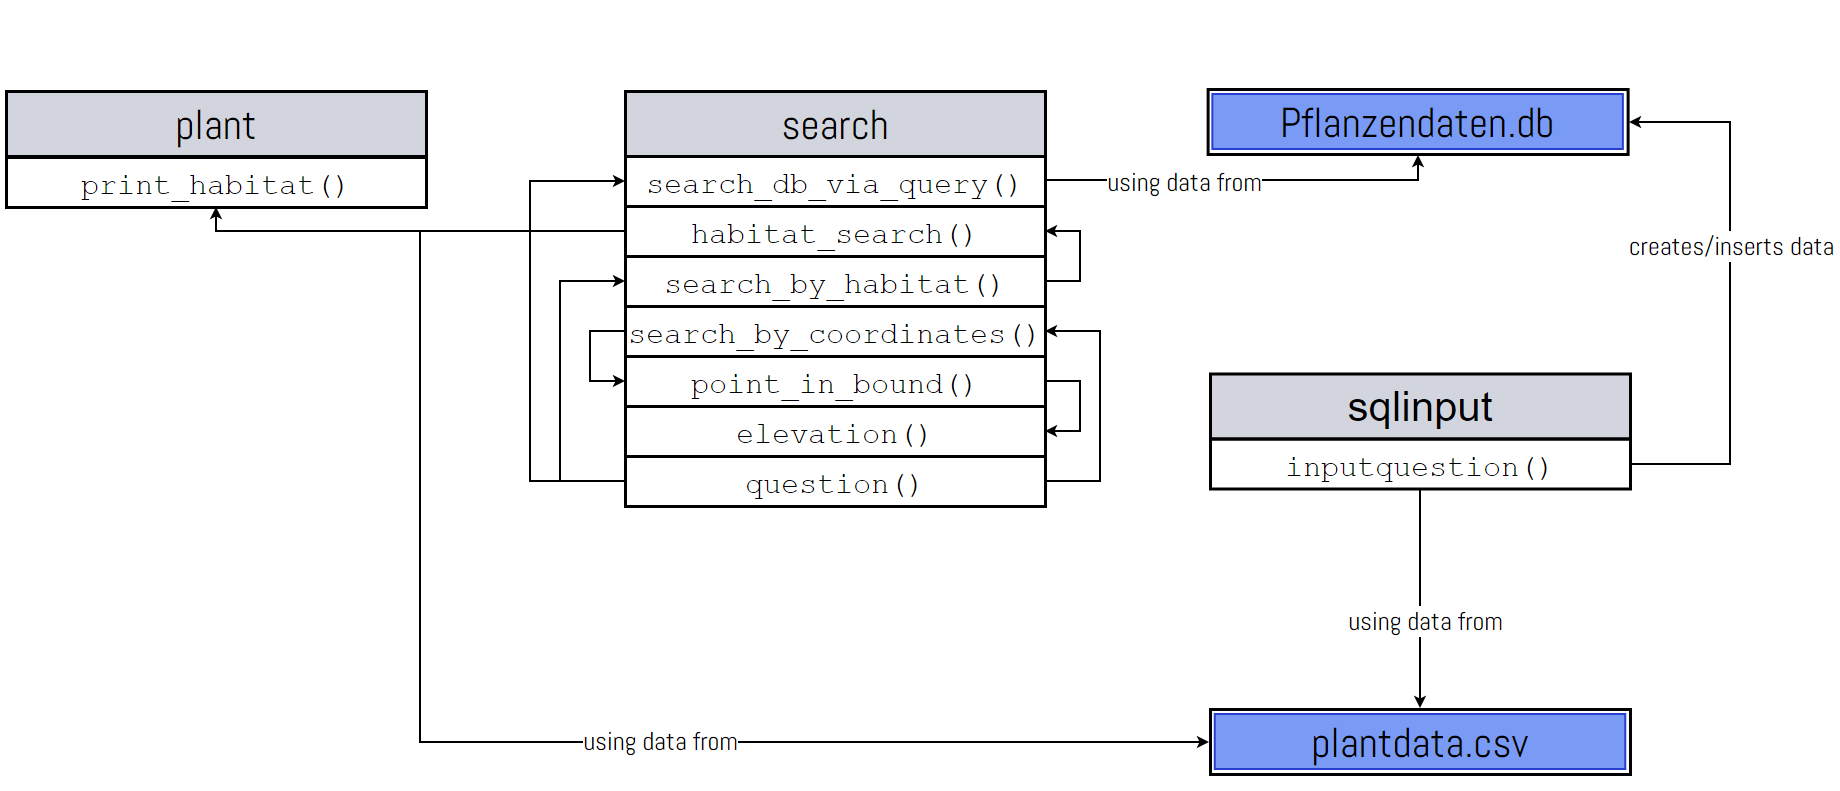 plant
print_habitat()
search
search_db_via_query()
habitat_search()
search_by_habitat()
search_by_coordinates()
point_in_bound()
elevation()
question()
using data from
Pflanzendaten.db
creates/inserts data
sqlinput
inputquestion()
using data from
using data from
plantdata.csv